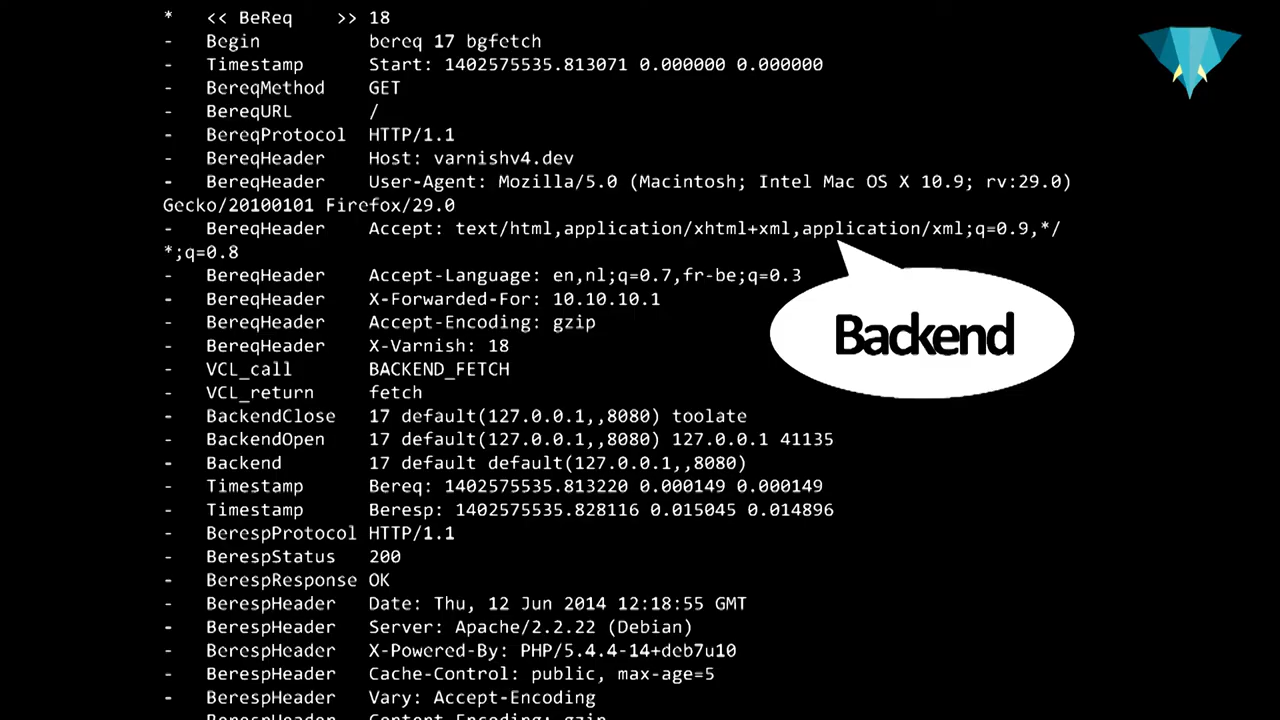 * << BeReq >> 18
- Begin bereq 17 bgfetch
- Timestamp Start: 1402575535.813071 0.000000 0.000000
- BereqMethod GET
- BereqURL /
- BereqProtocol HTTP/1.1
- BereqHeader Host: varnishv4.dev
- BereqHeader User-Agent: Mozilla/5.0 (Macintosh; Intel Mac OS X 10.9; rv:29.0)
Gecko/20100101 Firefox/29.0
- BereqHeader Accept: text/html,application/xhtml+xml,application/xml;q=0.9,*/
*;q=0.8
- BereqHeader Accept-Language: en,nl;q=0.7,fr-be;q=0.3
- BereqHeader X-Forwarded-For: 10.10.10.1
- BereqHeader Accept-Encoding: gzip
Backend
- BereqHeader X-Varnish: 18
- VCL_call BACKEND_FETCH
- VCL_return fetch
- BackendClose 17 default(127.0.0.1,,8080) toolate
- BackendOpen 17 default(127.0.0.1,,8080) 127.0.0.1 41135
- Backend 17 default default(127.0.0.1,,8080)
- Timestamp Bereq: 1402575535.813220 0.000149 0.000149
- Timestamp Beresp: 1402575535.828116 0.015045 0.014896
- BerespProtocol HTTP/1.1
- BerespStatus 200
- BerespResponse OK
- BerespHeader Date: Thu, 12 Jun 2014 12:18:55 GMT
- BerespHeader Server: Apache/2.2.22 (Debian)
- BerespHeader X-Powered-By: PHP/5.4.4-14+deb7u10
- BerespHeader Cache-Control: public, max-age=5
- BerespHeader Vary: Accept-Encoding
- BerespHeader Content-Encoding: gzip